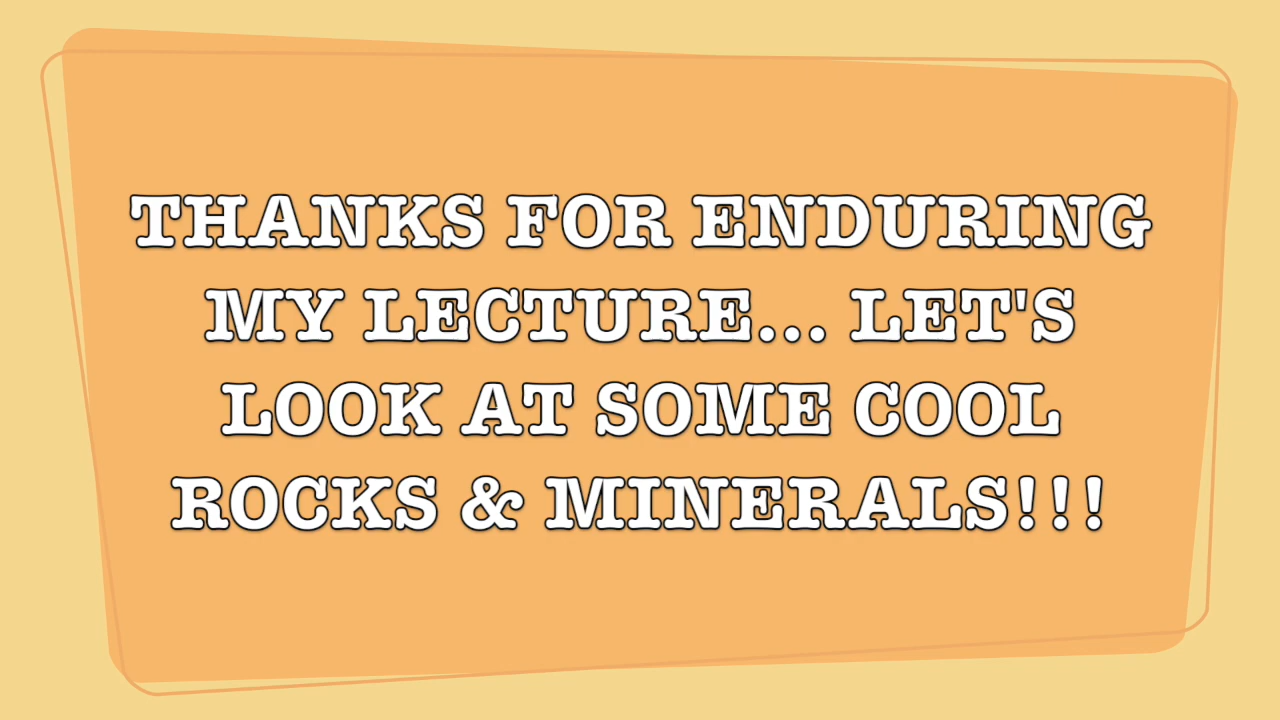 THANKS FOR ENDURING
MY LECTURE... LET'S
LOOK AT SOME COOL
ROCKS & MINERALS!!!